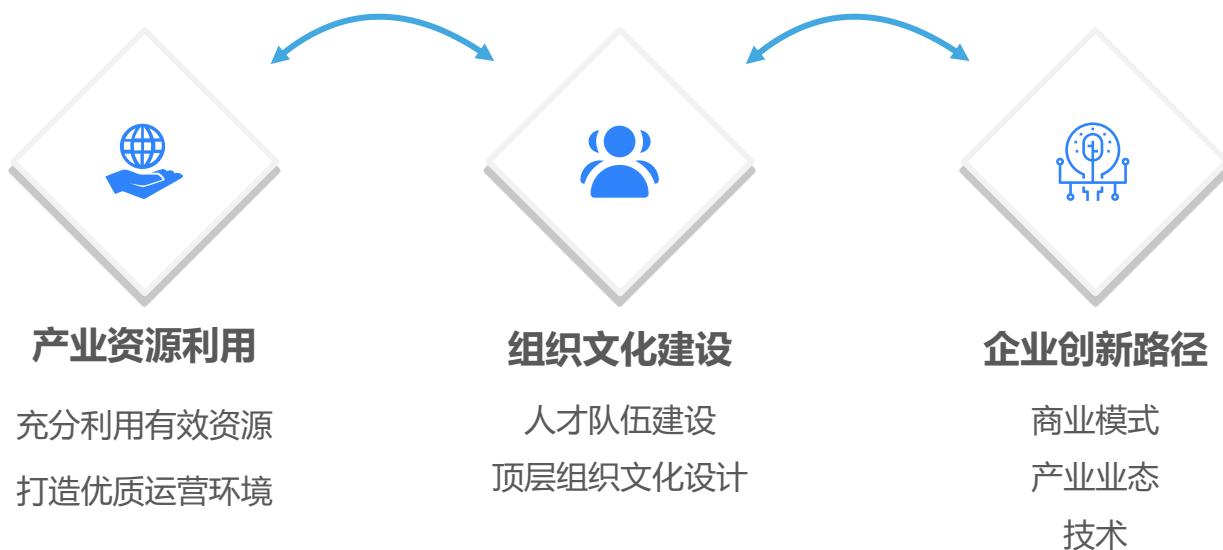 产业资源利用
充分利用有效资源
打造优质运营环境
组织文化建设
人才队伍建设
顶层组织文化设计
企业创新路径
商业模式
产业业态
技术